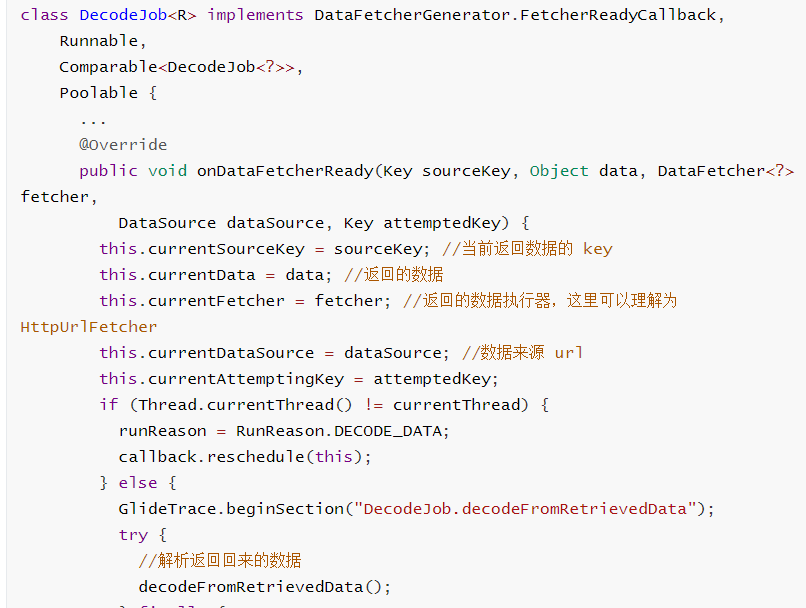 class DecodeJob<R> implements DataFetcherGenerator.FetcherReadyCallback,
    Runnable,
    Comparable<DecodeJob<?>>,
    Poolable {
      ...
      @Override
      public void onDataFetcherReady(Key sourceKey, Object data, DataFetcher<?>
fetcher,
          DataSource dataSource, Key attemptedKey) {
        this.currentSourceKey = sourceKey; //当前返回数据的 key
        this.currentData = data; //返回的数据
        this.currentFetcher = fetcher; //返回的数据执行器，这里可以理解为
HttpUrlFetcher
        this.currentDataSource = dataSource; //数据来源 url
        this.currentAttemptingKey = attemptedKey;
        if (Thread.currentThread() != currentThread) {
          runReason = RunReason.DECODE_DATA;
          callback.reschedule(this);
        } else {
          GlideTrace.beginSection("DecodeJob.decodeFromRetrievedData");
          try {
            //解析返回回来的数据
            decodeFromRetrievedData();
          } finally {